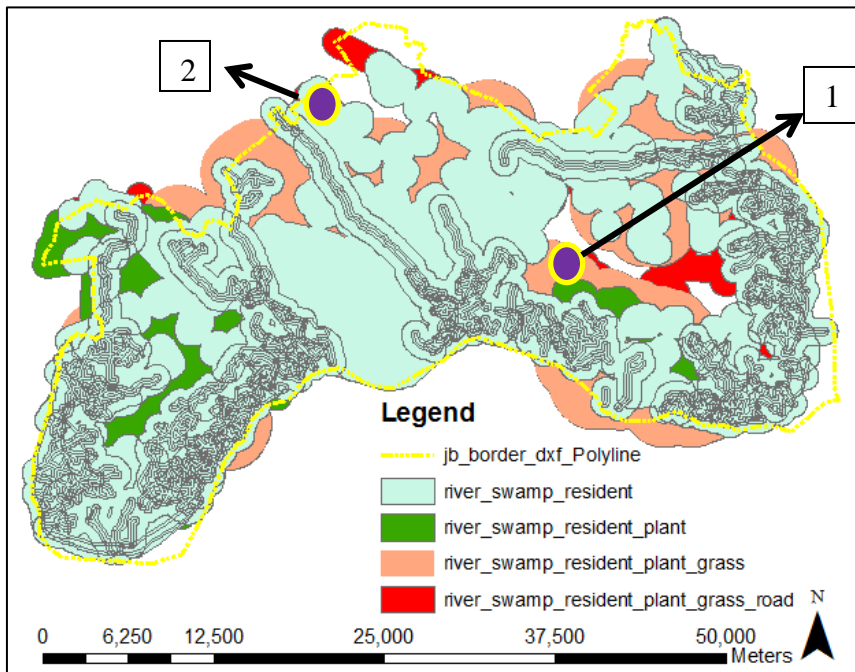 2
1
Legend
jb_border_dxf_Polyline
river_swamp_resident
river_swamp_resident_plant
river_swamp_resident_plant_grass
river_swamp_resident_plant_grass_road
N
0 6,250 12,500 25,000 37,500 50,000
Meters